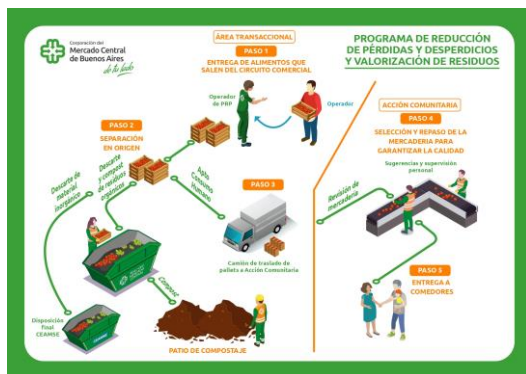 Corporación del
Mercado Central
de Buenos Aires
de tu lado
PROGRAMA DE REDUCCIÓN
DE PÉRDIDAS Y DESPERDICIOS
Y VALORIZACIÓN DE RESIDUOS
ÁREA TRANSACCIONAL
PASO 1
ENTREGA DE ALIMENTOS QUE
SALEN DEL CIRCUITO COMERCIAL
Operador
de PRP
Operador
PASO 2
SEPARACIÓN
EN ORIGEN
Descarte de
material
inorgánico
Descarte
y compost
de residuos
orgánicos
Apto
Consumo
Humano
PASO 3
Camión de traslado de
pallets a Acción Comunitaria
Compost
PATIO DE COMPOSTAJE
Disposición
final
CEAMSE
ACCIÓN COMUNITARIA
PASO 4
SELECCIÓN Y REPASO DE LA
MERCADERIA PARA
GARANTIZAR LA CALIDAD
Sugerencias y supervisión
personal
Revisión de
mercadería
PASO 5
ENTREGA A
COMEDORES